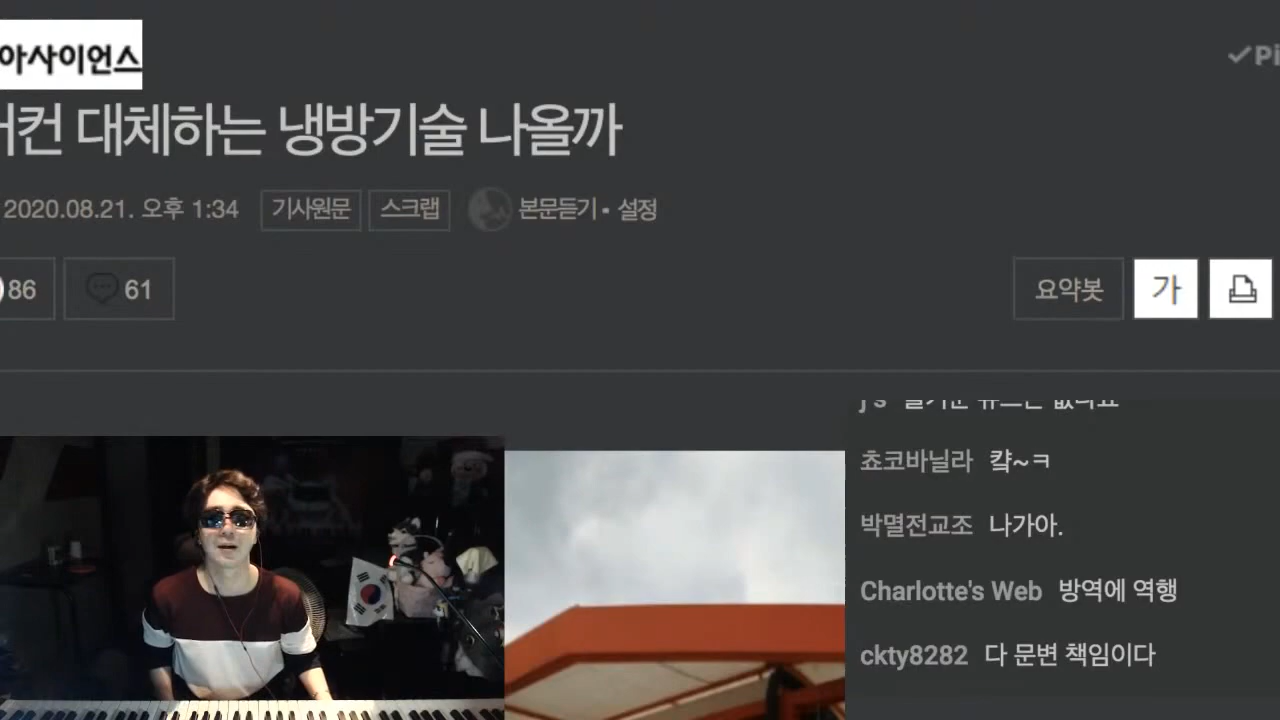 아사이언스
Pi
어컨 대체하는 냉방기술 나올까
2020.08.21. 오후 1:34 기사원문 스크랩 본문듣기 • 설정
86 61 요약봇 가
쵸코바닐라 캭~ㅋ
박멸전교조 나가아.
Charlotte's Web 방역에 역행
ckty8282 다 문변 책임이다